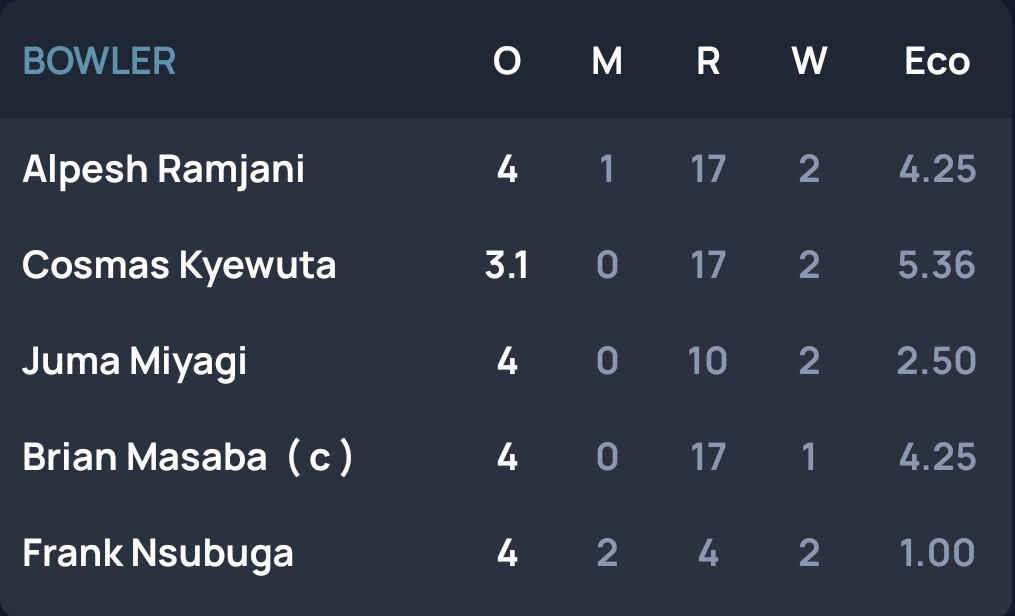 BOWLER O M R W Eco
Alpesh Ramjani 4 1 17 2 4.25
Cosmas Kyewuta 3.1 0 17 2 5.36
Juma Miyagi 4 0 10 2 2.50
Brian Masaba ( c ) 4 0 17 1 4.25
Frank Nsubuga 4 2 4 2 1.00